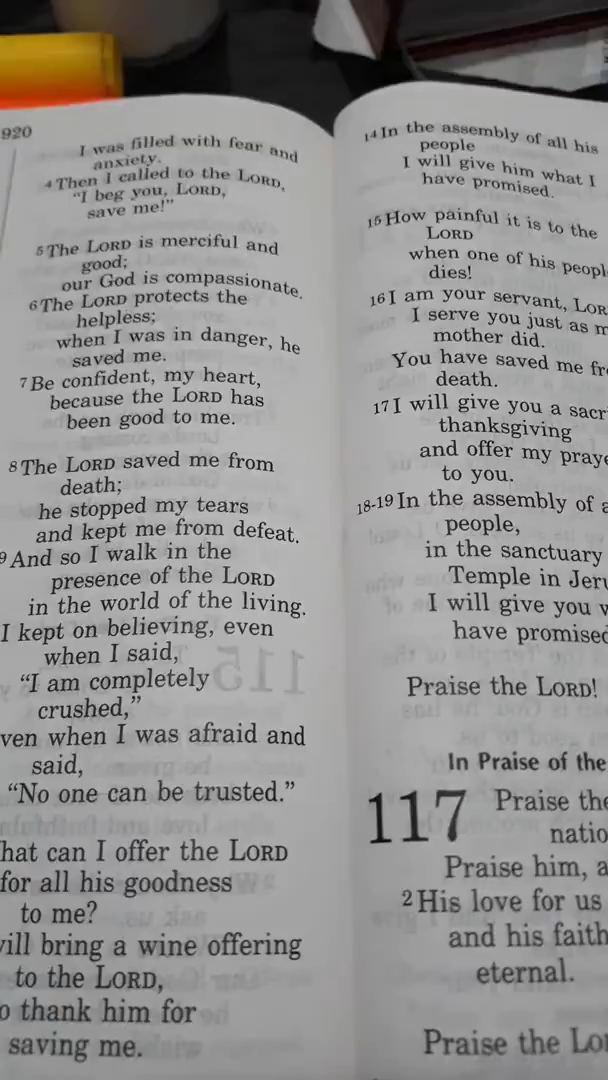 920
I was filled with fear and
anxiety.
4 Then I called to the LORD,
“I beg you, LORD,
save me!”
5 The LORD is merciful and
good;
our God is compassionate.
6 The LORD protects the
helpless;
when I was in danger, he
saved me.
7 Be confident, my heart,
because the LORD has
been good to me.
8 The LORD saved me from
death;
he stopped my tears
and kept me from defeat.
9 And so I walk in the
presence of the LORD
in the world of the living.
I kept on believing, even
when I said,
“I am completely
crushed,”
ven when I was afraid and
said,
“No one can be trusted.”
hat can I offer the LORD
for all his goodness
to me?
will bring a wine offering
to the LORD,
o thank him for
saving me.
14 In the assembly of all his
people
I will give him what I
have promised.
15 How painful it is to the
LORD
when one of his peopl
dies!
16 I am your servant, LOR
I serve you just as m
mother did.
You have saved me fr
death.
17 I will give you a sacr
thanksgiving
and offer my pray
to you.
18-19 In the assembly of a
people,
in the sanctuary
Temple in Jeru
I will give you w
have promised
Praise the LORD!
In Praise of the
117 Praise the
natio
Praise him, a
2 His love for us
and his faith
eternal.
Praise the Lo